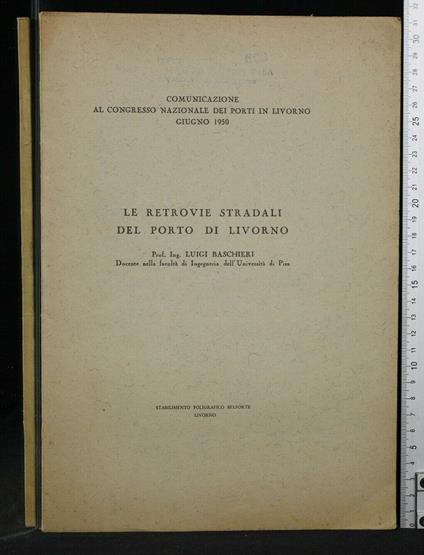 COMUNICAZIONE
AL CONGRESSO NAZIONALE DEI PORTI IN LIVORNO
GIUGNO 1950
LE RETROVIE STRADALI
DEL PORTO DI LIVORNO
Prof. Ing. LUIGI BASCHIERI
Docente nella facoltà di Ingegneria dell'Università di Pisa
STABILIMENTO POLIGRAFICO BELFORTE
LIVORNO